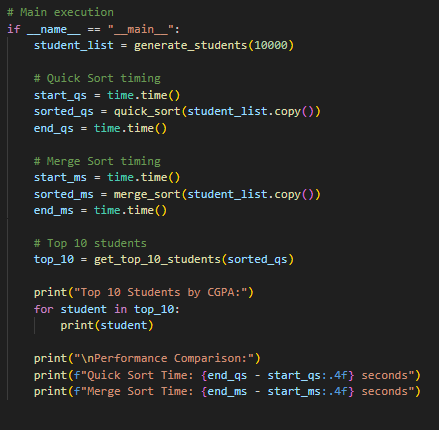 # Main execution
if __name__ == "__main__":
    student_list = generate_students(10000)

    # Quick Sort timing
    start_qs = time.time()
    sorted_qs = quick_sort(student_list.copy())
    end_qs = time.time()

    # Merge Sort timing
    start_ms = time.time()
    sorted_ms = merge_sort(student_list.copy())
    end_ms = time.time()

    # Top 10 students
    top_10 = get_top_10_students(sorted_qs)

    print("Top 10 Students by CGPA:")
    for student in top_10:
        print(student)

    print("\nPerformance Comparison:")
    print(f"Quick Sort Time: {end_qs - start_qs:.4f} seconds")
    print(f"Merge Sort Time: {end_ms - start_ms:.4f} seconds")